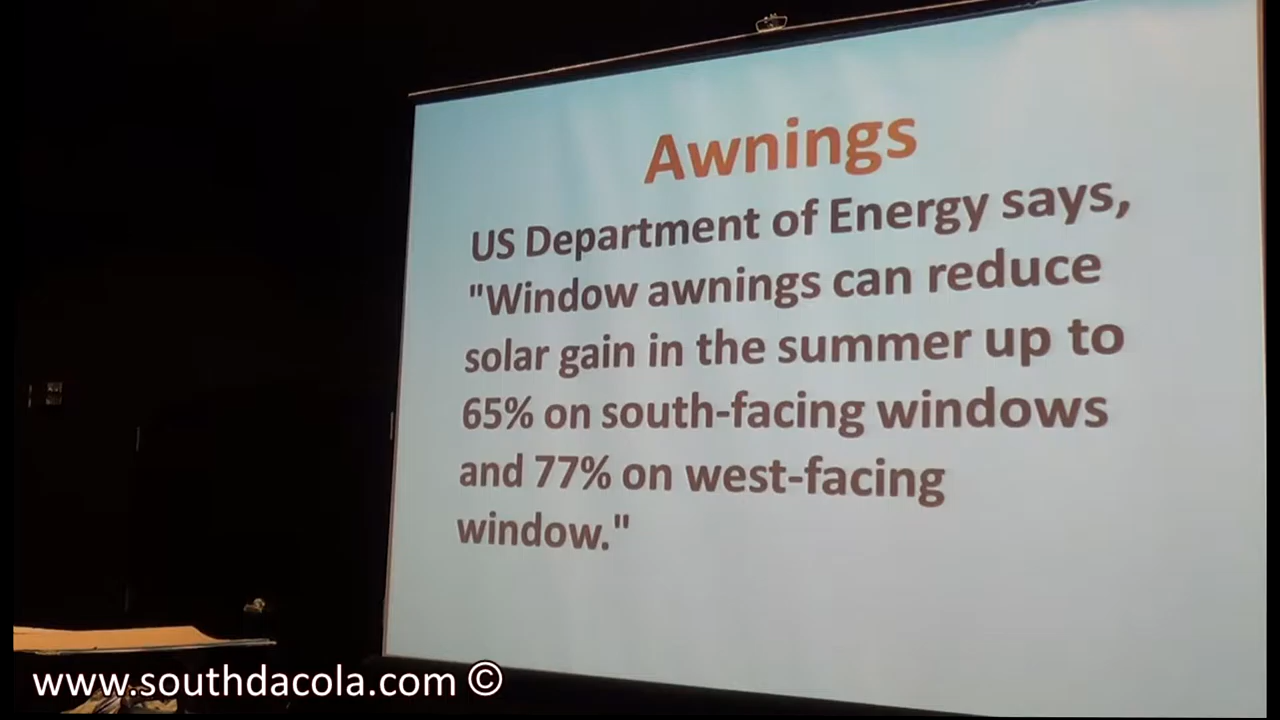 Awnings
US Department of Energy says,
"Window awnings can reduce
solar gain in the summer up to
65% on south-facing windows
and 77% on west-facing
window."
www.southdacola.com ©